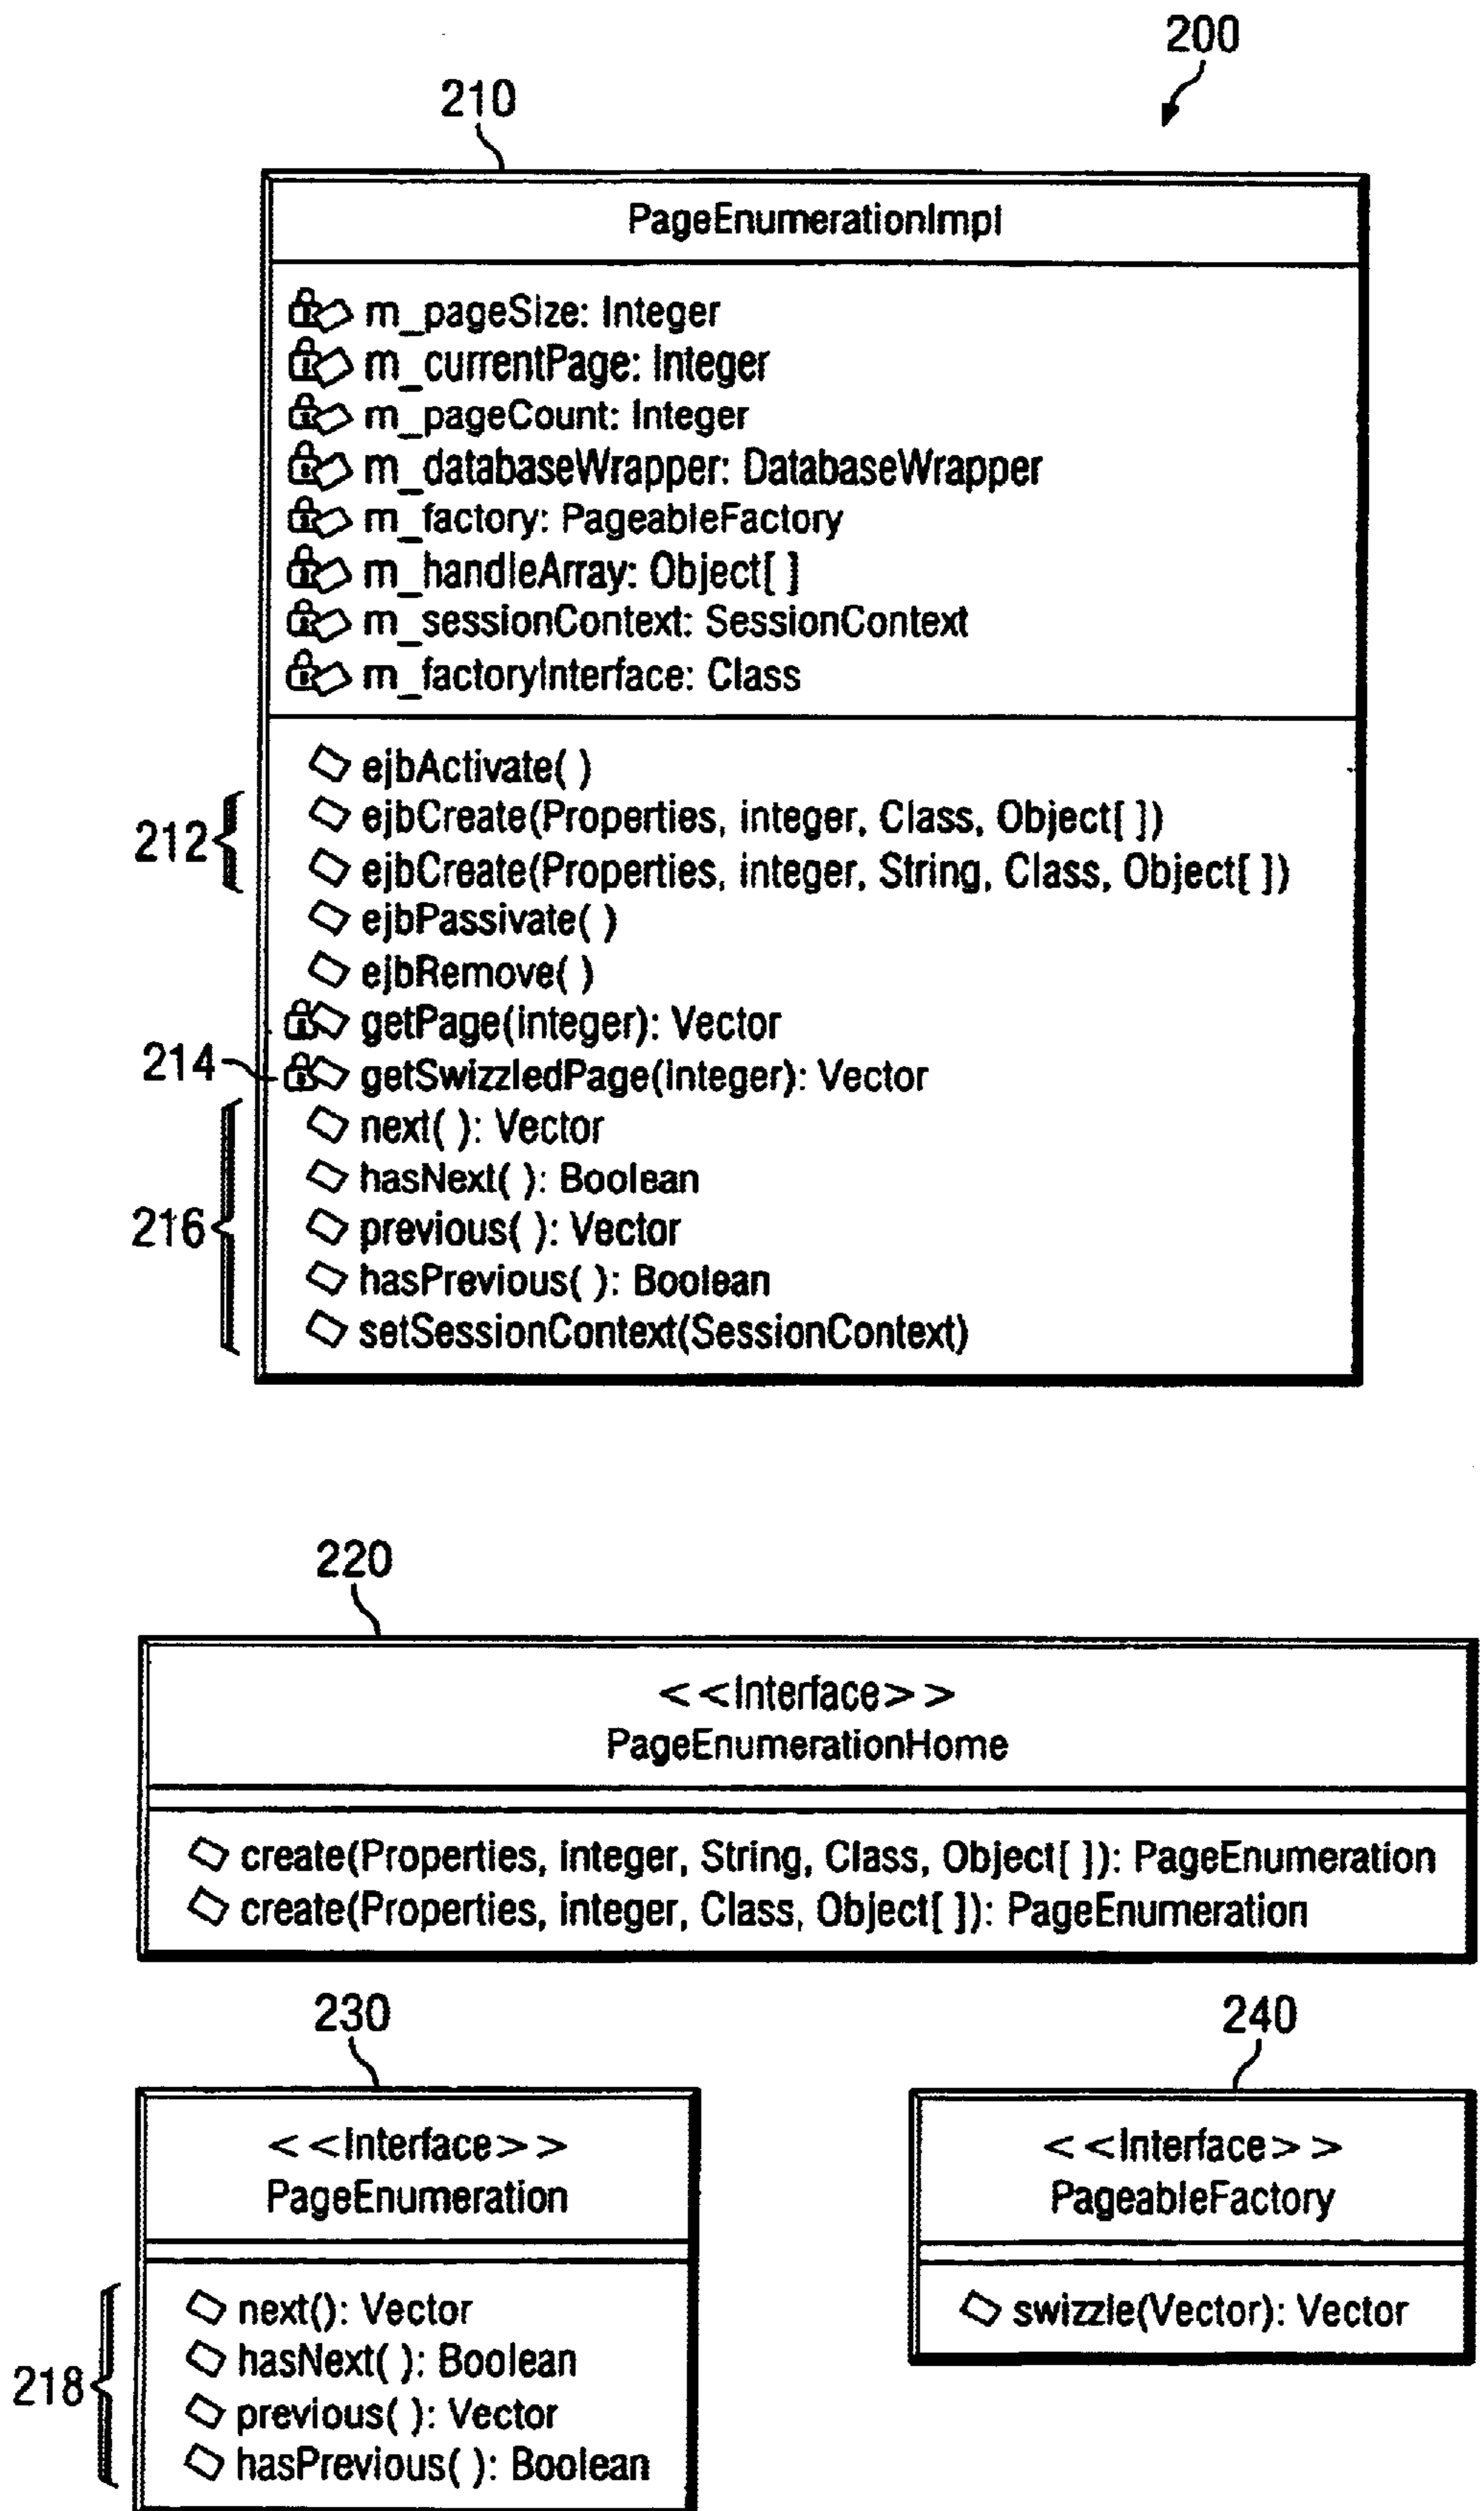 200
210
PageEnumerationImpl
m_pageSize: Integer
m_currentPage: Integer
m_pageCount: Integer
m_databaseWrapper: DatabaseWrapper
m_factory: PageableFactory
m_handleArray: Object[ ]
m_sessionContext: SessionContext
m_factoryInterface: Class
ejbActivate( )
212
ejbCreate(Properties, integer, Class, Object[ ])
ejbCreate(Properties, integer, String, Class, Object[ ])
ejbPassivate( )
ejbRemove( )
getPage(integer): Vector
214
getSwizzledPage(integer): Vector
next( ): Vector
hasNext( ): Boolean
216
previous( ): Vector
hasPrevious( ): Boolean
setSessionContext(SessionContext)
220
<<Interface>>
PageEnumerationHome
create(Properties, integer, String, Class, Object[ ]): PageEnumeration
create(Properties, integer, Class, Object[ ]): PageEnumeration
230
<<Interface>>
PageEnumeration
218
next(): Vector
hasNext( ): Boolean
previous( ): Vector
hasPrevious( ): Boolean
240
<<Interface>>
PageableFactory
swizzle(Vector): Vector